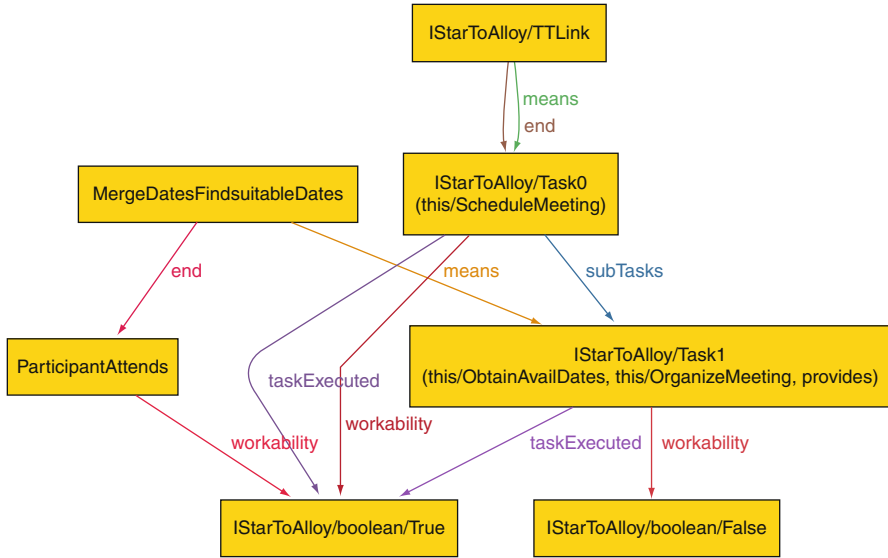 IStarToAlloy/TTLink
means
end
IStarToAlloy/Task0
(this/ScheduleMeeting)
MergeDatesFindsuitableDates
end
means
subTasks
IStarToAlloy/Task1
(this/ObtainAvailDates, this/OrganizeMeeting, provides)
ParticipantAttends
taskExecuted
workability
workability
taskExecuted
workability
IStarToAlloy/boolean/True
IStarToAlloy/boolean/False